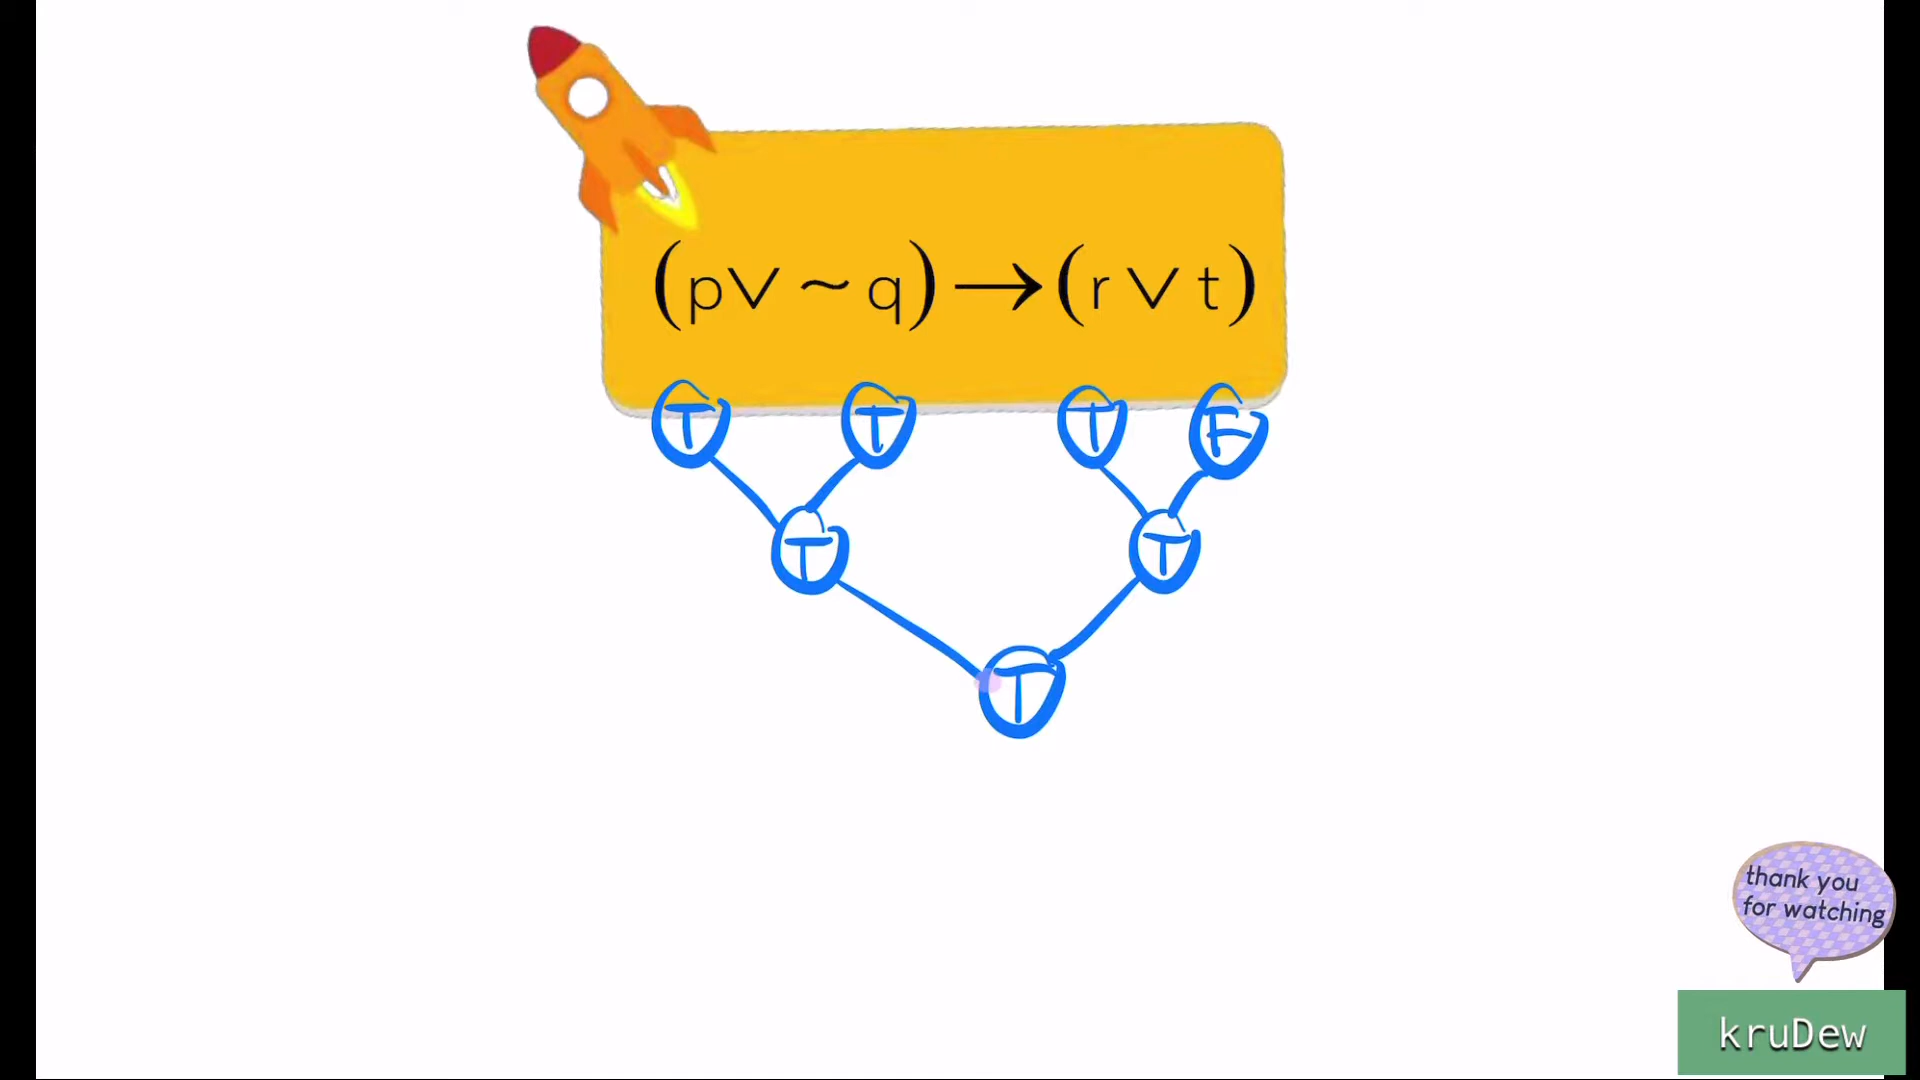 (p∨ ~ q) → (r ∨ t)
T T T F
T T
T
thank you
for watching
kruDew